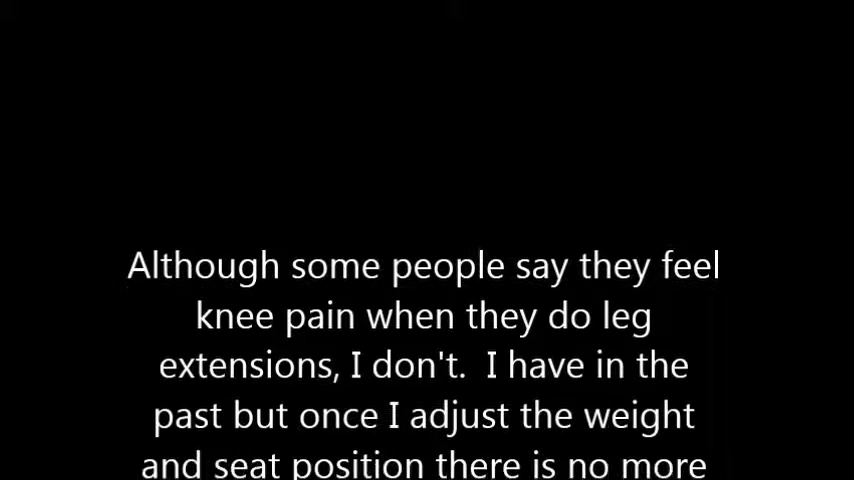 Although some people say they feel
knee pain when they do leg
extensions, I don't.  I have in the
past but once I adjust the weight
and seat position there is no more